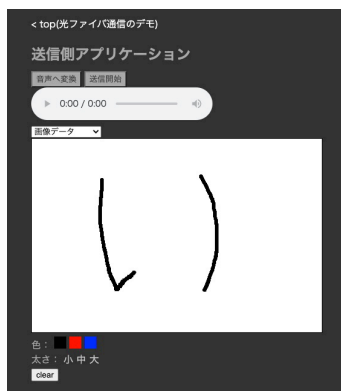 < top(光ファイバ通信のデモ)
送信側アプリケーション
音声へ変換 送信開始
0:00 / 0:00
画像データ
い
色：
太さ： 小 中 大
clear